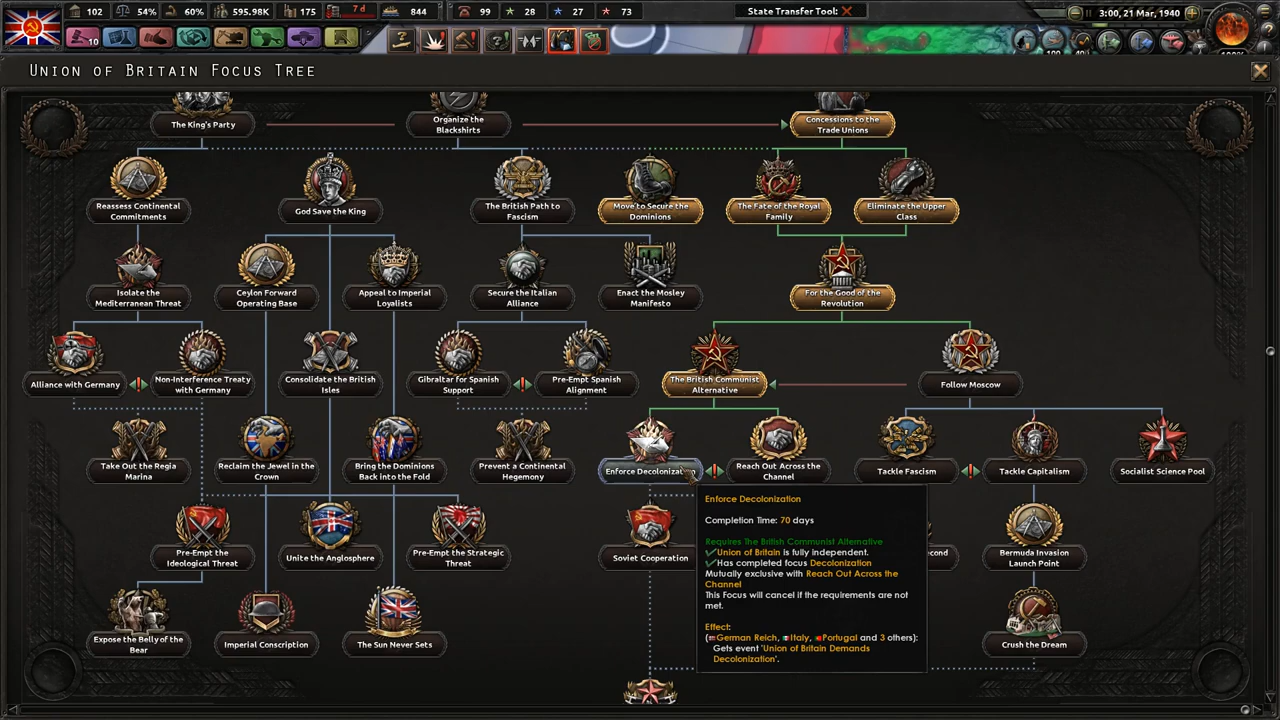 102 54% 60% 595.98K 175 7 d 844 99 28 27 73 State Transfer Tool: 3:00, 21 Mar, 1940
10 100
Union of Britain Focus Tree
The King's Party
Organize the
Blackshirts
Concessions to the
Trade Unions
Reassess Continental
Commitments
God Save the King
The British Path to
Fascism
Move to Secure the
Dominions
The Fate of the Royal
Family
Eliminate the Upper
Class
Isolate the
Mediterranean Threat
Ceylon Forward
Operating Base
Appeal to Imperial
Loyalists
Secure the Italian
Alliance
Enact the Mosley
Manifesto
For the Good of the
Revolution
Alliance with Germany
Non-Interference Treaty
with Germany
Consolidate the British
Isles
Gibraltar for Spanish
Support
Pre-Empt Spanish
Alignment
The British Communist
Alternative
Follow Moscow
Take Out the Regia
Marina
Reclaim the Jewel in the
Crown
Bring the Dominions
Back into the Fold
Prevent a Continental
Hegemony
Enforce Decolonization
Reach Out Across the
Channel
Tackle Fascism
Tackle Capitalism
Socialist Science Pool
Pre-Empt the
Ideological Threat
Unite the Anglosphere
Pre-Empt the Strategic
Threat
Soviet Cooperation
Bermuda Invasion
Launch Point
Expose the Belly of the
Bear
Imperial Conscription
The Sun Never Sets
Crush the Dream
Enforce Decolonization
Completion Time: 70 days
Requires The British Communist Alternative
Union of Britain is fully independent.
Has completed focus Decolonization
Mutually exclusive with Reach Out Across the
Channel
This Focus will cancel if the requirements are not
met.
Effect:
(German Reich, Italy, Portugal and 3 others):
Gets event 'Union of Britain Demands
Decolonization'.